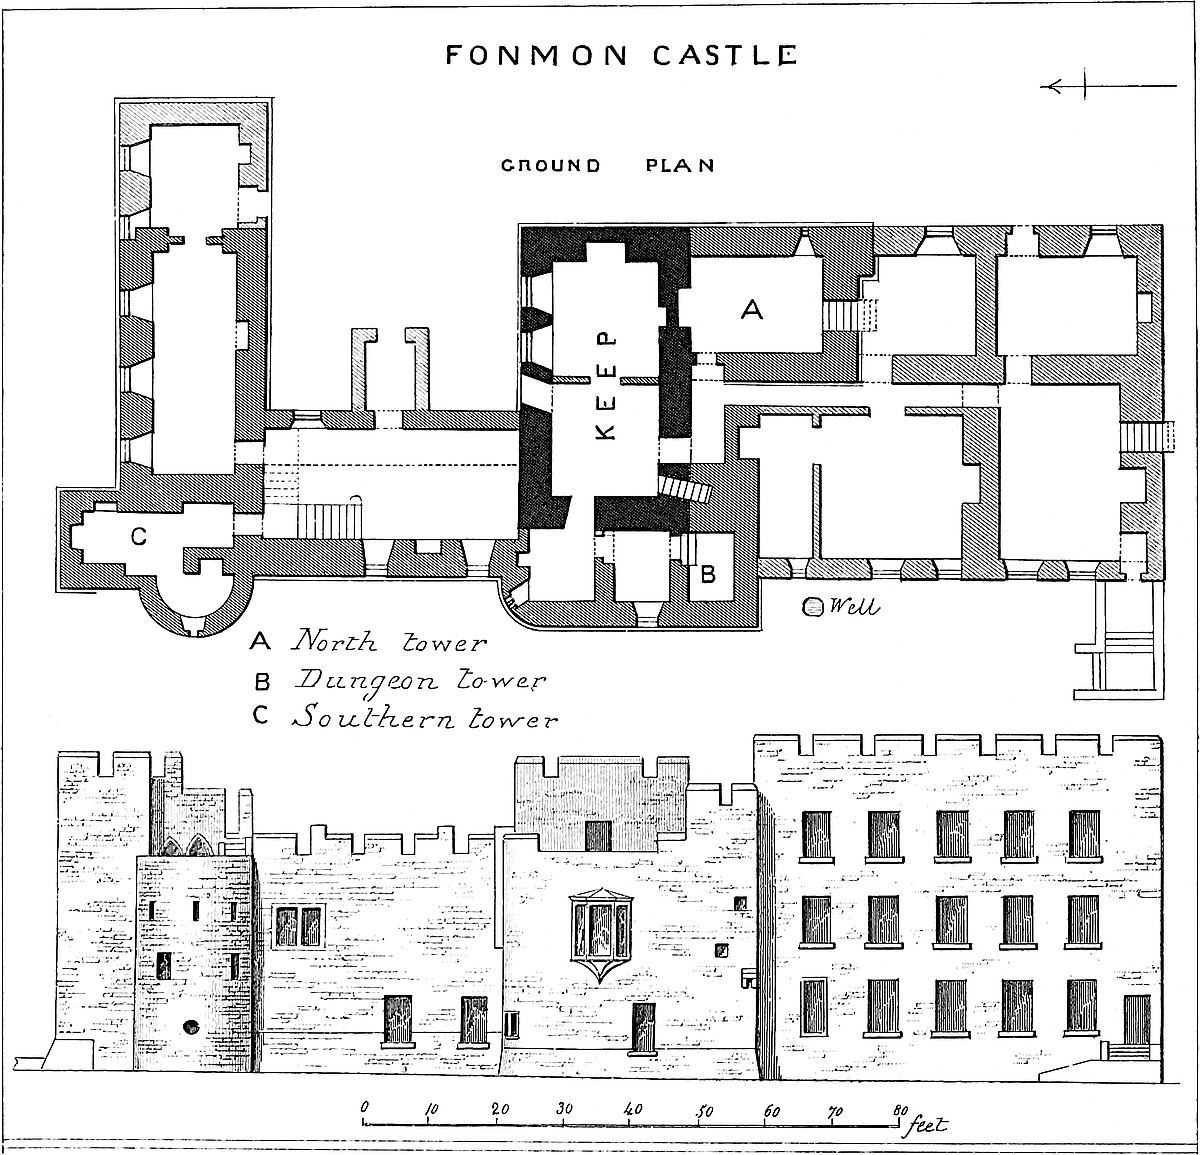 FONMON CASTLE
GROUND PLAN
A
KEEP
C
B
Well
A North tower
B Dungeon tower
C Southern tower
0 10 20 30 40 50 60 70 80
feet